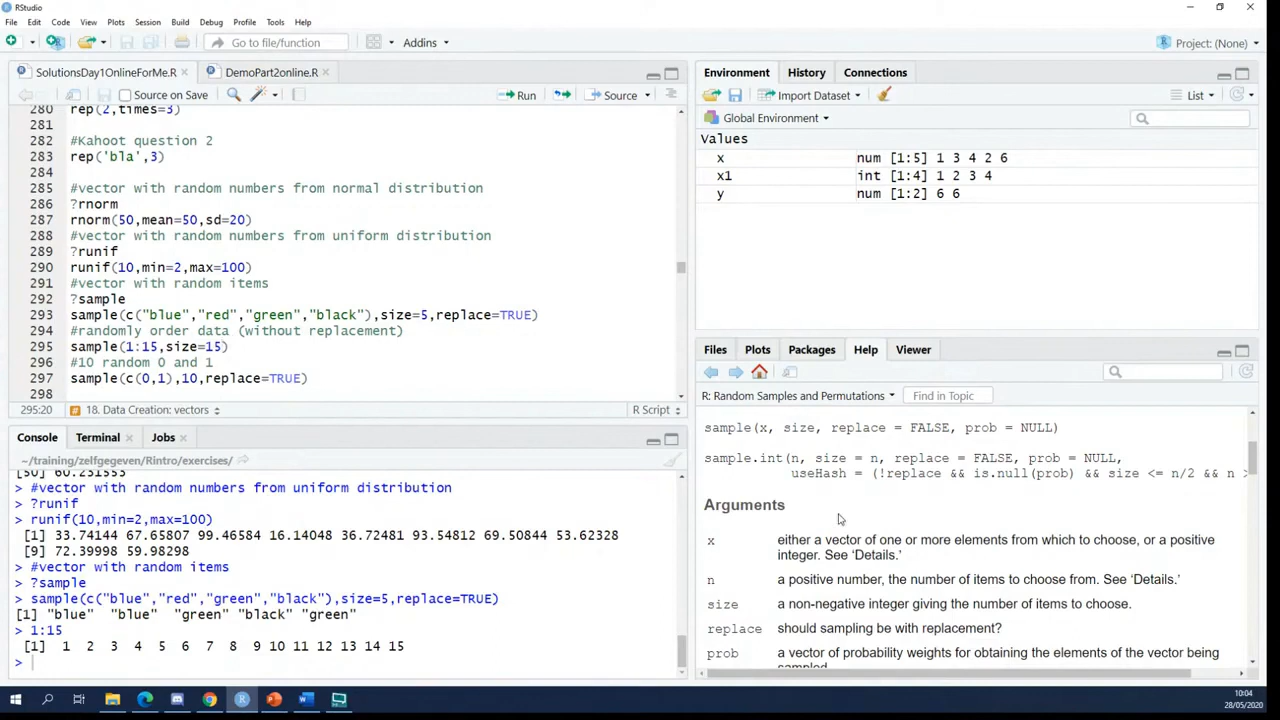 RStudio
File Edit Code View Plots Session Build Debug Profile Tools Help
Go to file/function
Addins
Project: (None)
SolutionsDay1OnlineForMe.R
DemoPart2online.R
Source on Save
Run
Source
280 rep(2,times=3)
281
282 #Kahoot question 2
283 rep('bla',3)
284
285 #vector with random numbers from normal distribution
286 ?rnorm
287 rnorm(50,mean=50,sd=20)
288 #vector with random numbers from uniform distribution
289 ?runif
290 runif(10,min=2,max=100)
291 #vector with random items
292 ?sample
293 sample(c("blue","red","green","black"),size=5,replace=TRUE)
294 #randomly order data (without replacement)
295 sample(1:15,size=15)
296 #10 random 0 and 1
297 sample(c(0,1),10,replace=TRUE)
298
295:20 18. Data Creation: vectors R Script
Console Terminal Jobs
~/training/zelfgegeven/Rintro/exercises/
[50] 60.231553
> #vector with random numbers from uniform distribution
> ?runif
> runif(10,min=2,max=100)
[1] 33.74144 67.65807 99.46584 16.14048 36.72481 93.54812 69.50844 53.62328
[9] 72.39998 59.98298
> #vector with random items
> ?sample
> sample(c("blue","red","green","black"),size=5,replace=TRUE)
[1] "blue" "blue" "green" "black" "green"
> 1:15
[1] 1 2 3 4 5 6 7 8 9 10 11 12 13 14 15
>
Environment History Connections
Import Dataset
List
Global Environment
Values
x num [1:5] 1 3 4 2 6
x1 int [1:4] 1 2 3 4
y num [1:2] 6 6
Files Plots Packages Help Viewer
R: Random Samples and Permutations
Find in Topic
sample(x, size, replace = FALSE, prob = NULL)
sample.int(n, size = n, replace = FALSE, prob = NULL,
useHash = (!replace && is.null(prob) && size <= n/2 && n >
Arguments
x either a vector of one or more elements from which to choose, or a positive
integer. See ‘Details.’
n a positive number, the number of items to choose from. See ‘Details.’
size a non-negative integer giving the number of items to choose.
replace should sampling be with replacement?
prob a vector of probability weights for obtaining the elements of the vector being
sampled.
10:04
28/05/2020